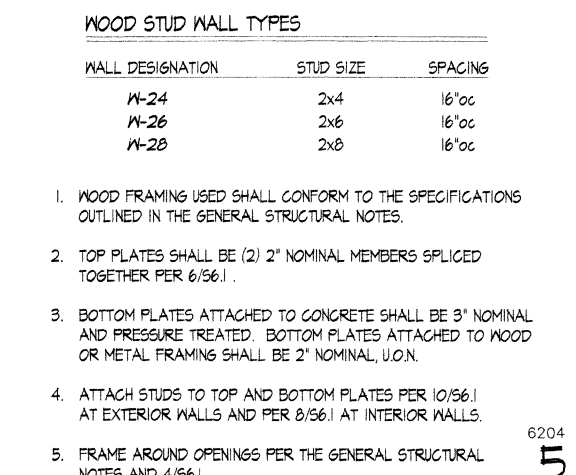 WOOD STUD WALL TYPES
WALL DESIGNATION STUD SIZE SPACING
W-24 2x4 16"oc
W-26 2x6 16"oc
W-28 2x8 16"oc
1. WOOD FRAMING USED SHALL CONFORM TO THE SPECIFICATIONS
OUTLINED IN THE GENERAL STRUCTURAL NOTES.
2. TOP PLATES SHALL BE (2) 2" NOMINAL MEMBERS SPLICED
TOGETHER PER 6/S6.1 .
3. BOTTOM PLATES ATTACHED TO CONCRETE SHALL BE 3" NOMINAL
AND PRESSURE TREATED. BOTTOM PLATES ATTACHED TO WOOD
OR METAL FRAMING SHALL BE 2" NOMINAL, U.O.N.
4. ATTACH STUDS TO TOP AND BOTTOM PLATES PER 10/S6.1
AT EXTERIOR WALLS AND PER 8/S6.1 AT INTERIOR WALLS.
5. FRAME AROUND OPENINGS PER THE GENERAL STRUCTURAL
NOTES AND 4/S6.1
6204
5